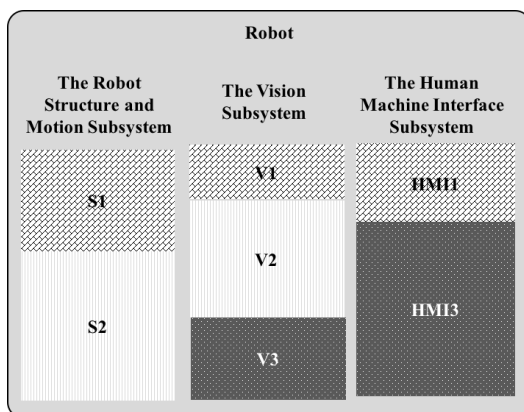 Robot
The Robot
Structure and
Motion Subsystem
The Vision
Subsystem
The Human
Machine Interface
Subsystem
S1
S2
V1
V2
V3
HMI1
HMI3